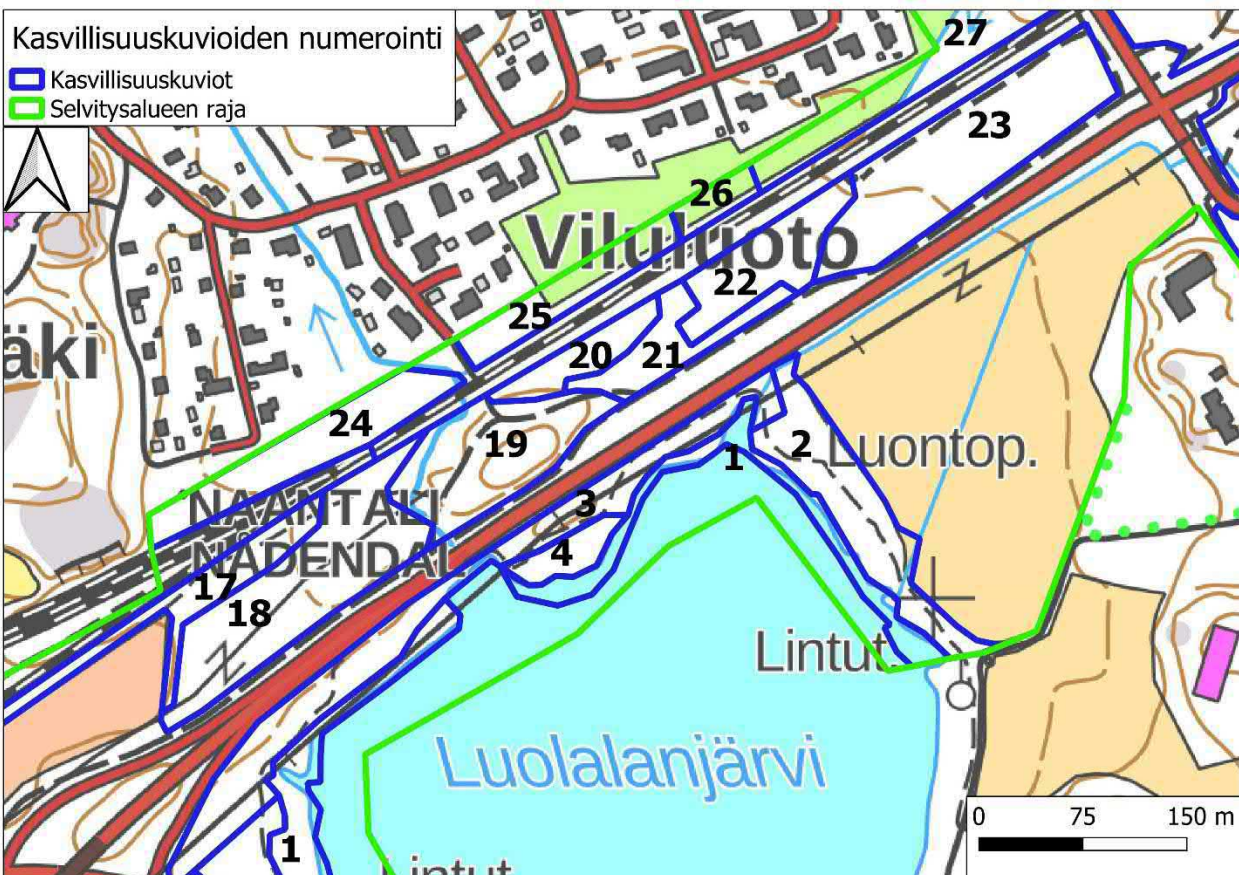 Kasvillisuuskuvioiden numerointi
Kasvillisuuskuviot
Selvitysalueen raja
27
23
26
Viluluoto
22
25
äki
20
21
24
19
1
2
Luontop.
NAANTALI
NÅDENDAL
3
4
17
18
Lintut.
Luolalanjärvi
0 75 150 m
1
Lintut.